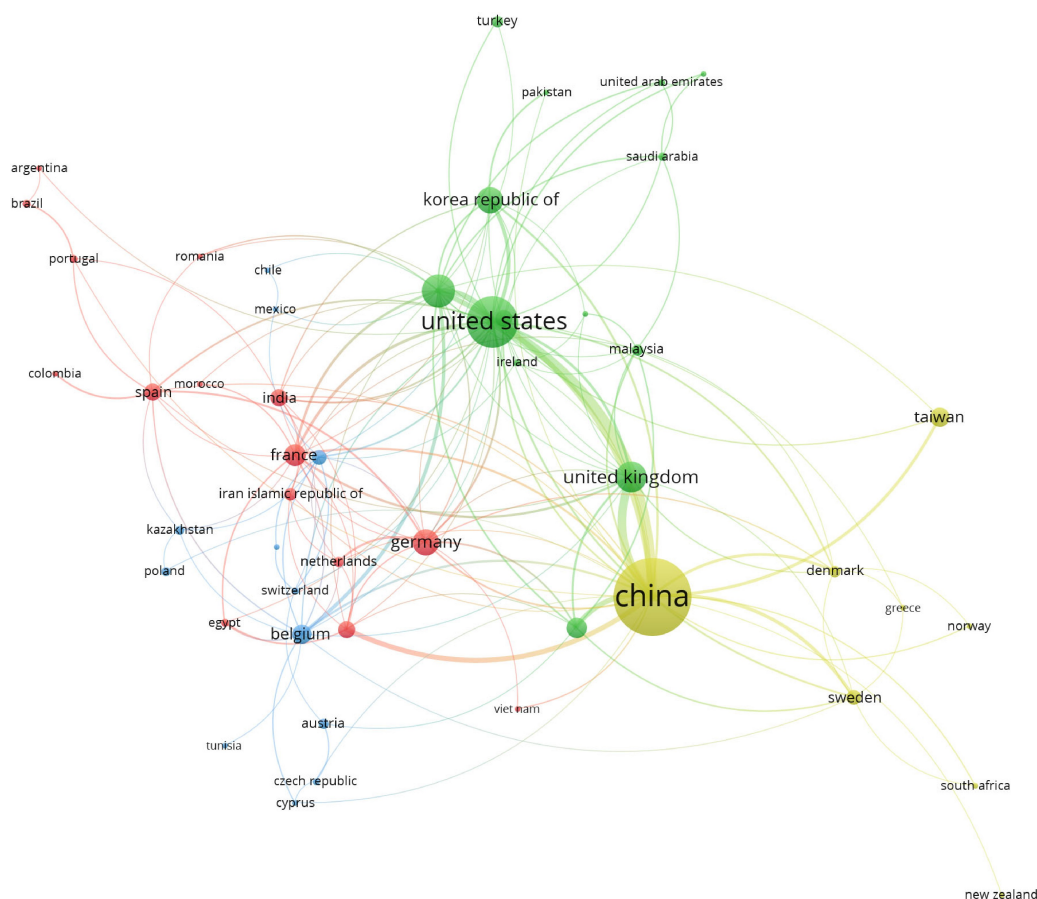 turkey
united arab emirates
pakistan
saudi arabia
argentina
korea republic of
brazil
romania
portugal
chile
mexico
united states
malaysia
ireland
colombia
morocco
spain
india
taiwan
france
united kingdom
iran islamic republic of
kazakhstan
germany
netherlands
poland
denmark
switzerland
china
greece
egypt
norway
belgium
sweden
viet nam
austria
tunisia
czech republic
south africa
cyprus
new zealand